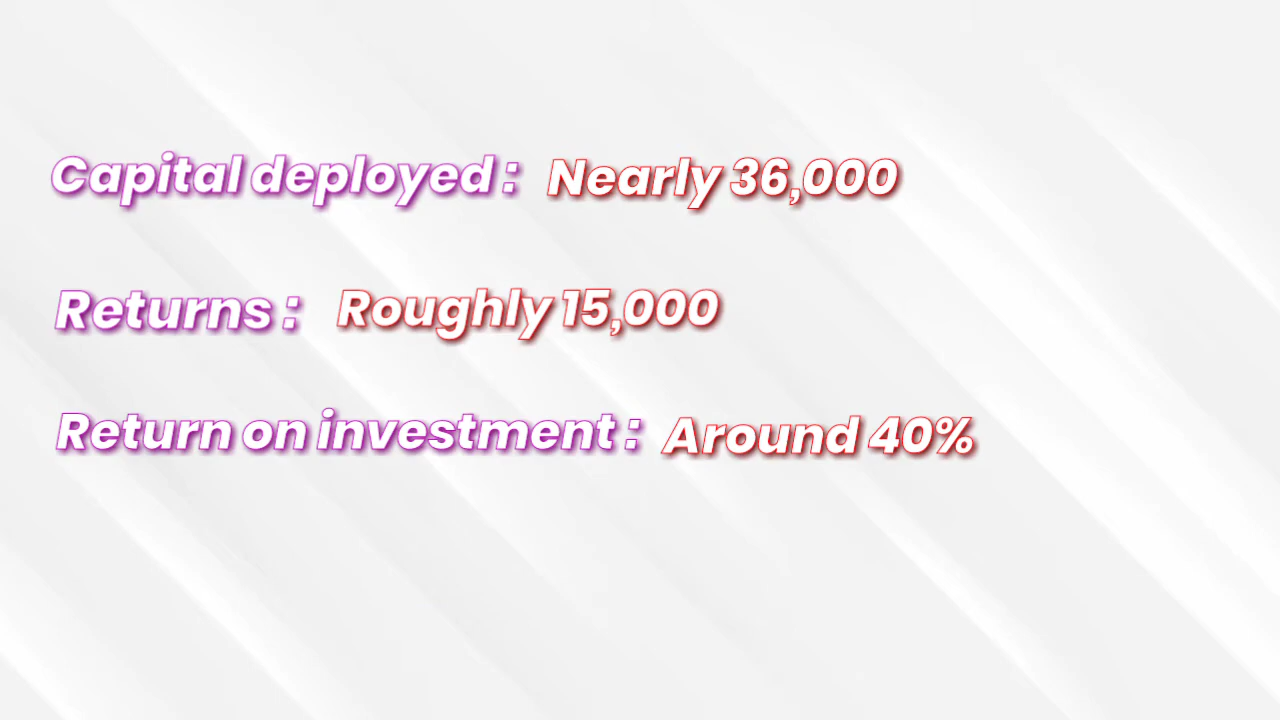 Capital deployed : Nearly 36,000
Returns : Roughly 15,000
Return on investment : Around 40%